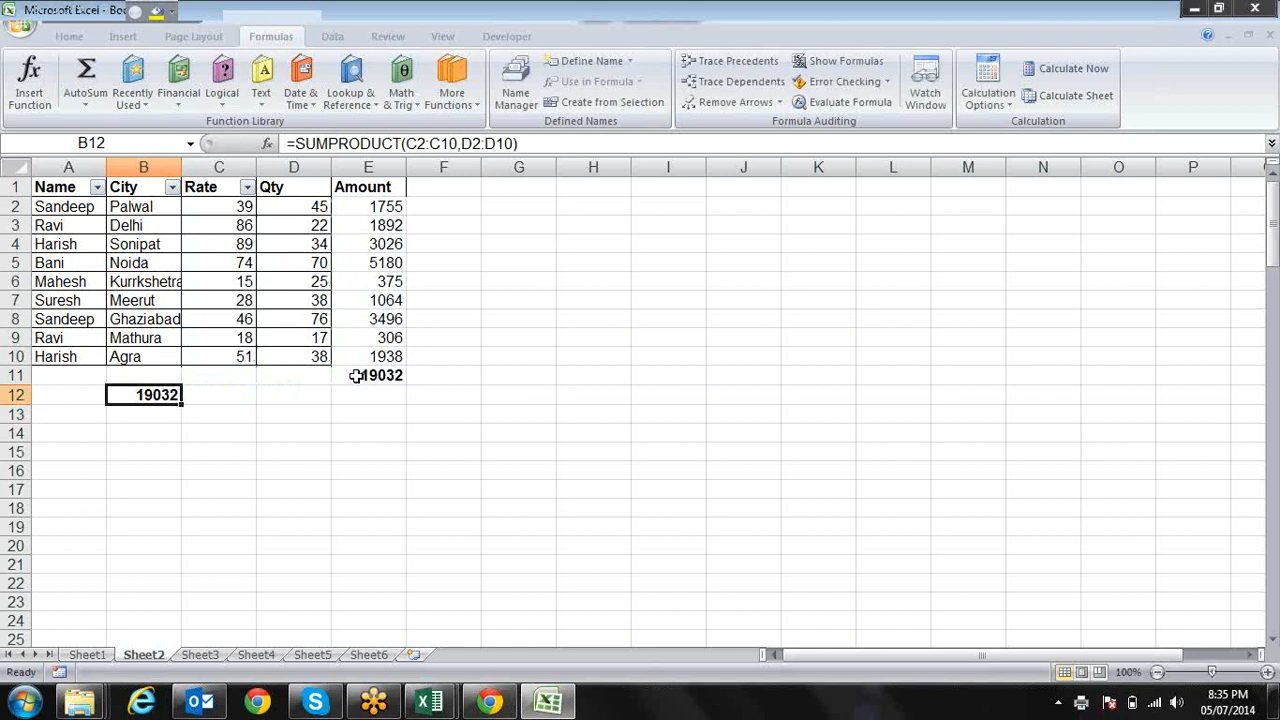 Microsoft Excel - Boo
Home Insert Page Layout Formulas Data Review View Developer
Insert Function
AutoSum
Recently Used
Financial
Logical
Text
Date & Time
Lookup & Reference
Math & Trig
More Functions
Function Library
Name Manager
Define Name
Use in Formula
Create from Selection
Defined Names
Trace Precedents
Trace Dependents
Remove Arrows
Show Formulas
Error Checking
Evaluate Formula
Formula Auditing
Watch Window
Calculation Options
Calculate Now
Calculate Sheet
Calculation
B12 fx =SUMPRODUCT(C2:C10,D2:D10)
A B C D E F G H I J K L M N O P
1 Name City Rate Qty Amount
2 Sandeep Palwal 39 45 1755
3 Ravi Delhi 86 22 1892
4 Harish Sonipat 89 34 3026
5 Bani Noida 74 70 5180
6 Mahesh Kurrkshetra 15 25 375
7 Suresh Meerut 28 38 1064
8 Sandeep Ghaziabad 46 76 3496
9 Ravi Mathura 18 17 306
10 Harish Agra 51 38 1938
11 19032
12 19032
13
14
15
16
17
18
19
20
21
22
23
24
25
Sheet1 Sheet2 Sheet3 Sheet4 Sheet5 Sheet6
Ready 100%
8:35 PM
05/07/2014